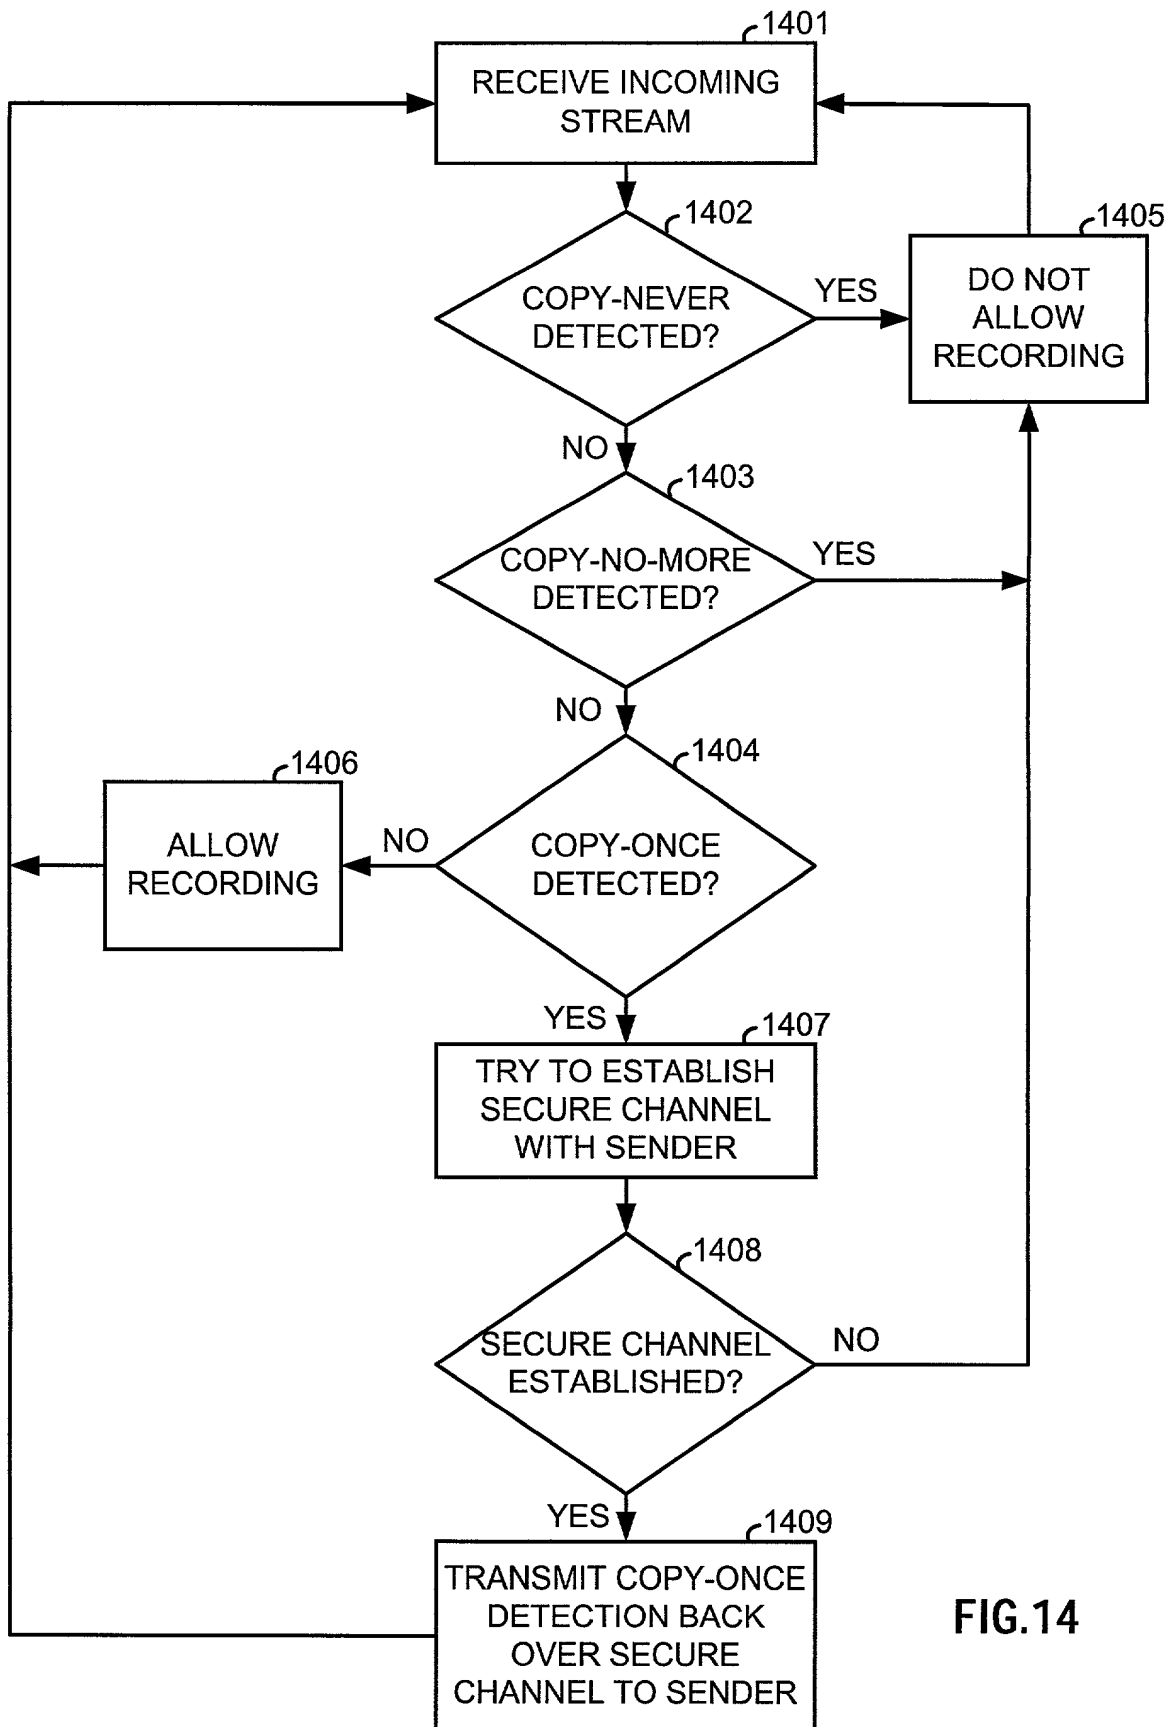 1401
RECEIVE INCOMING
STREAM
1402
COPY-NEVER
DETECTED?
YES
1405
DO NOT
ALLOW
RECORDING
NO
1403
COPY-NO-MORE
DETECTED?
YES
NO
1404
COPY-ONCE
DETECTED?
NO
1406
ALLOW
RECORDING
YES
1407
TRY TO ESTABLISH
SECURE CHANNEL
WITH SENDER
1408
SECURE CHANNEL
ESTABLISHED?
NO
YES
1409
TRANSMIT COPY-ONCE
DETECTION BACK
OVER SECURE
CHANNEL TO SENDER
FIG.14